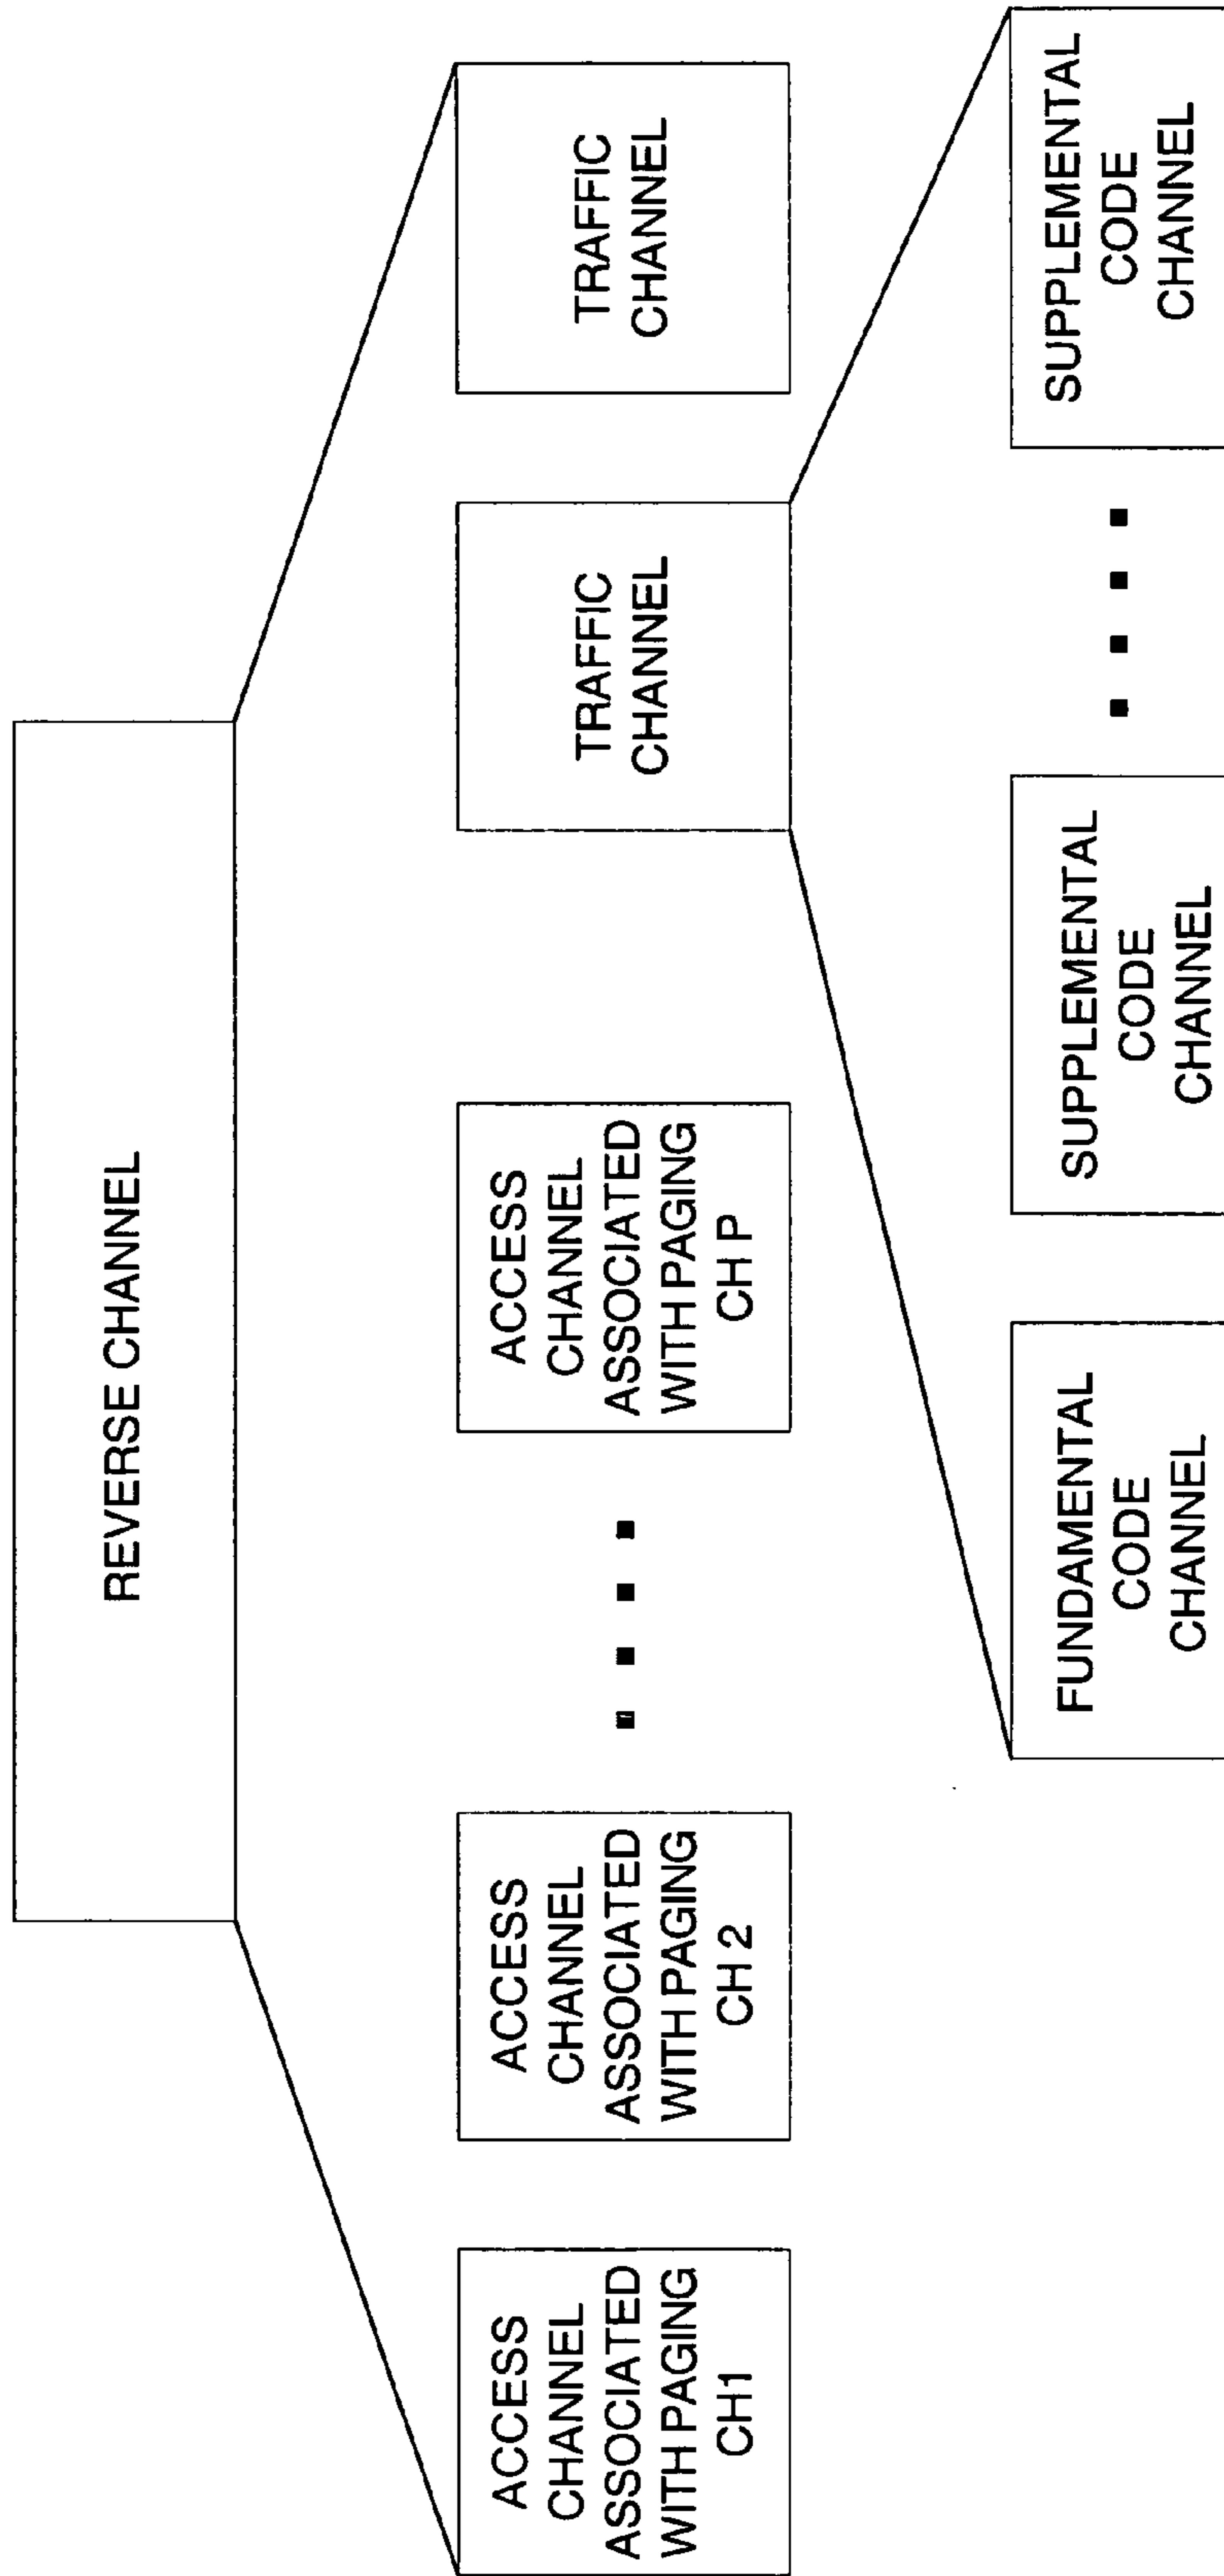 REVERSE CHANNEL
ACCESS
CHANNEL
ASSOCIATED
WITH PAGING
CH1
ACCESS
CHANNEL
ASSOCIATED
WITH PAGING
CH 2
ACCESS
CHANNEL
ASSOCIATED
WITH PAGING
CH P
TRAFFIC
CHANNEL
TRAFFIC
CHANNEL
FUNDAMENTAL
CODE
CHANNEL
SUPPLEMENTAL
CODE
CHANNEL
SUPPLEMENTAL
CODE
CHANNEL